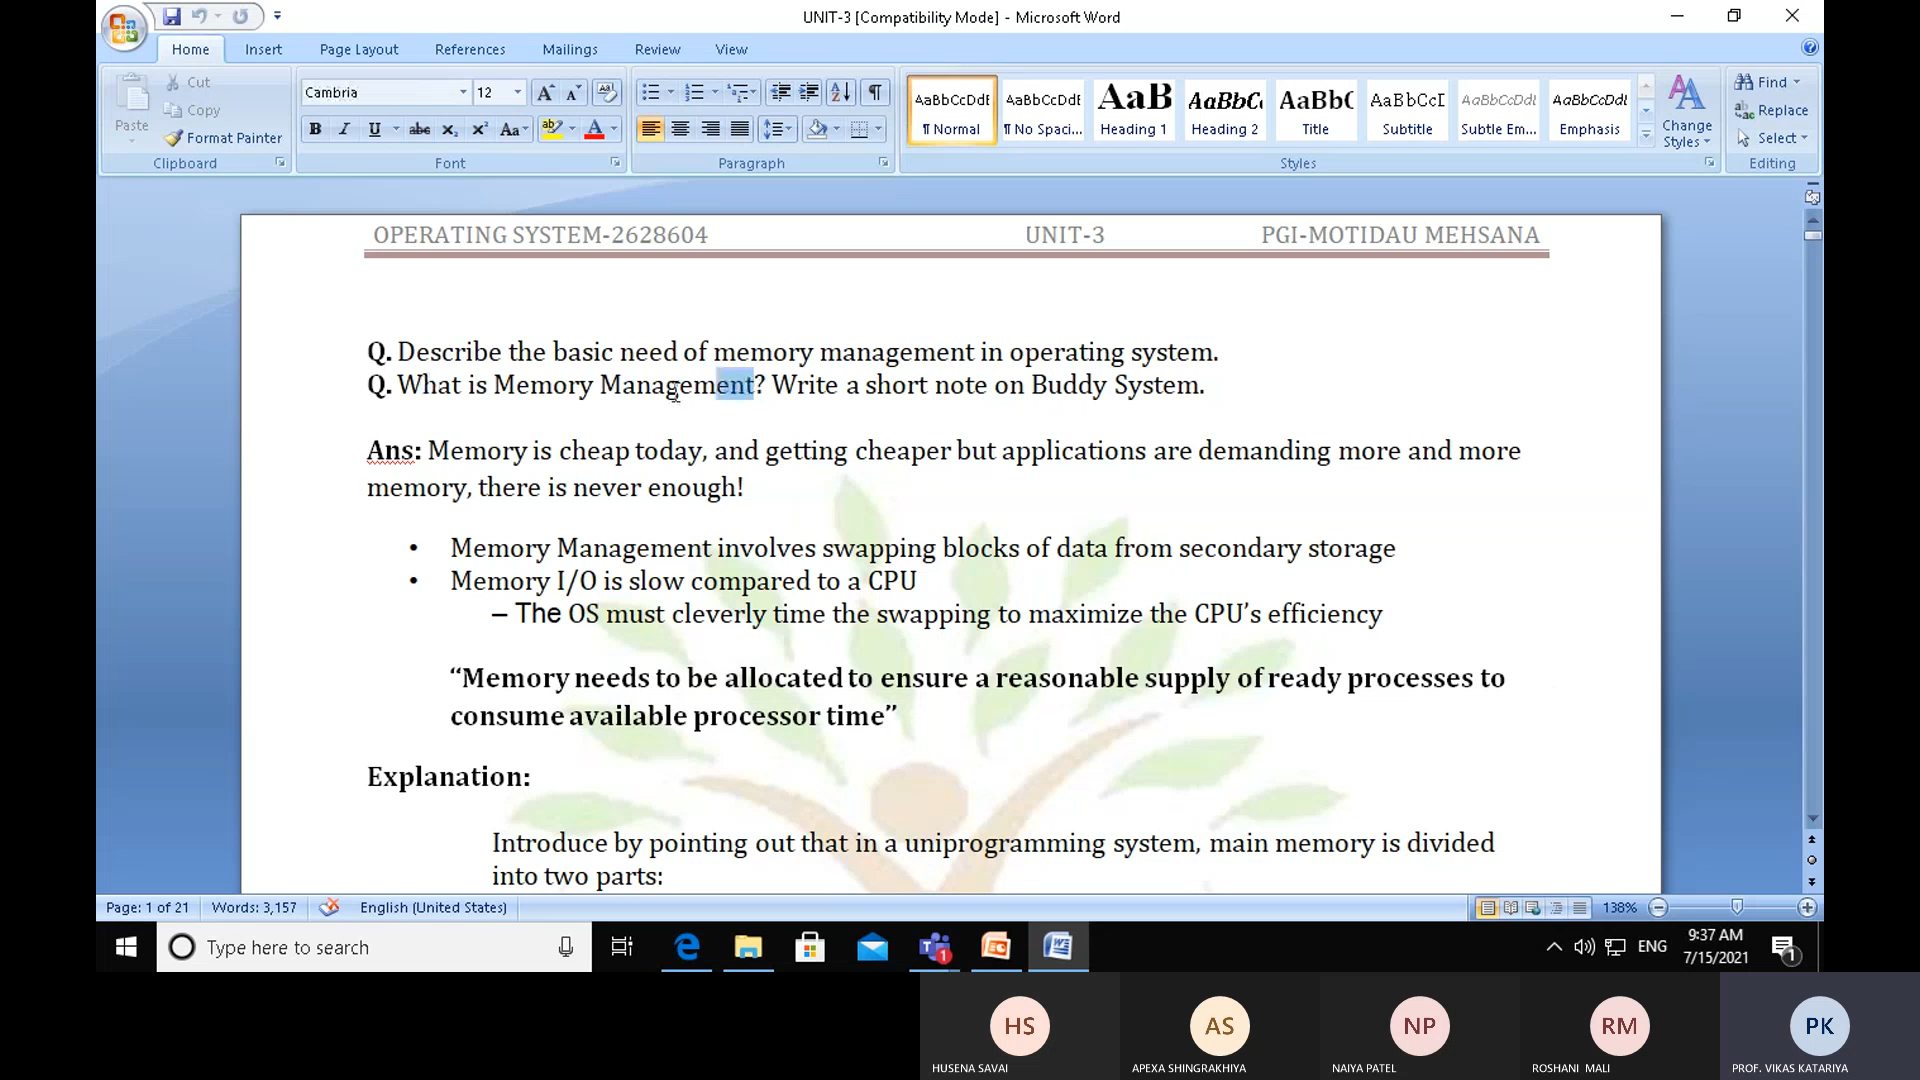 UNIT-3 [Compatibility Mode] - Microsoft Word
Home Insert Page Layout References Mailings Review View
Paste Cut Copy Format Painter Clipboard
Cambria 12 Font
Paragraph
AaBbCcDdI AaBbCcDdI AaB AaBbC AaBbC AaBbCcI AaBbCcDdI AaBbCcDdI
¶ Normal ¶ No Spaci... Heading 1 Heading 2 Title Subtitle Subtle Em... Emphasis
Change Styles
Styles
Find Replace Select Editing
OPERATING SYSTEM-2628604 UNIT-3 PGI-MOTIDAU MEHSANA
Q. Describe the basic need of memory management in operating system.
Q. What is Memory Management? Write a short note on Buddy System.
Ans: Memory is cheap today, and getting cheaper but applications are demanding more and more
memory, there is never enough!
• Memory Management involves swapping blocks of data from secondary storage
• Memory I/O is slow compared to a CPU
– The OS must cleverly time the swapping to maximize the CPU’s efficiency
“Memory needs to be allocated to ensure a reasonable supply of ready processes to
consume available processor time”
Explanation:
Introduce by pointing out that in a uniprogramming system, main memory is divided
into two parts:
Page: 1 of 21 Words: 3,157 English (United States) 138%
Type here to search 1 ENG 9:37 AM
7/15/2021 1
HS AS NP RM PK
HUSENA SAVAI APEXA SHINGRAKHIYA NAIYA PATEL ROSHANI MALI PROF. VIKAS KATARIYA